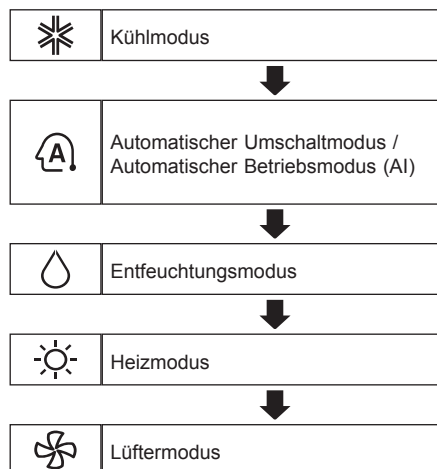 Kühlmodus
A
Automatischer Umschaltmodus /
Automatischer Betriebsmodus (AI)
Entfeuchtungsmodus
Heizmodus
Lüftermodus